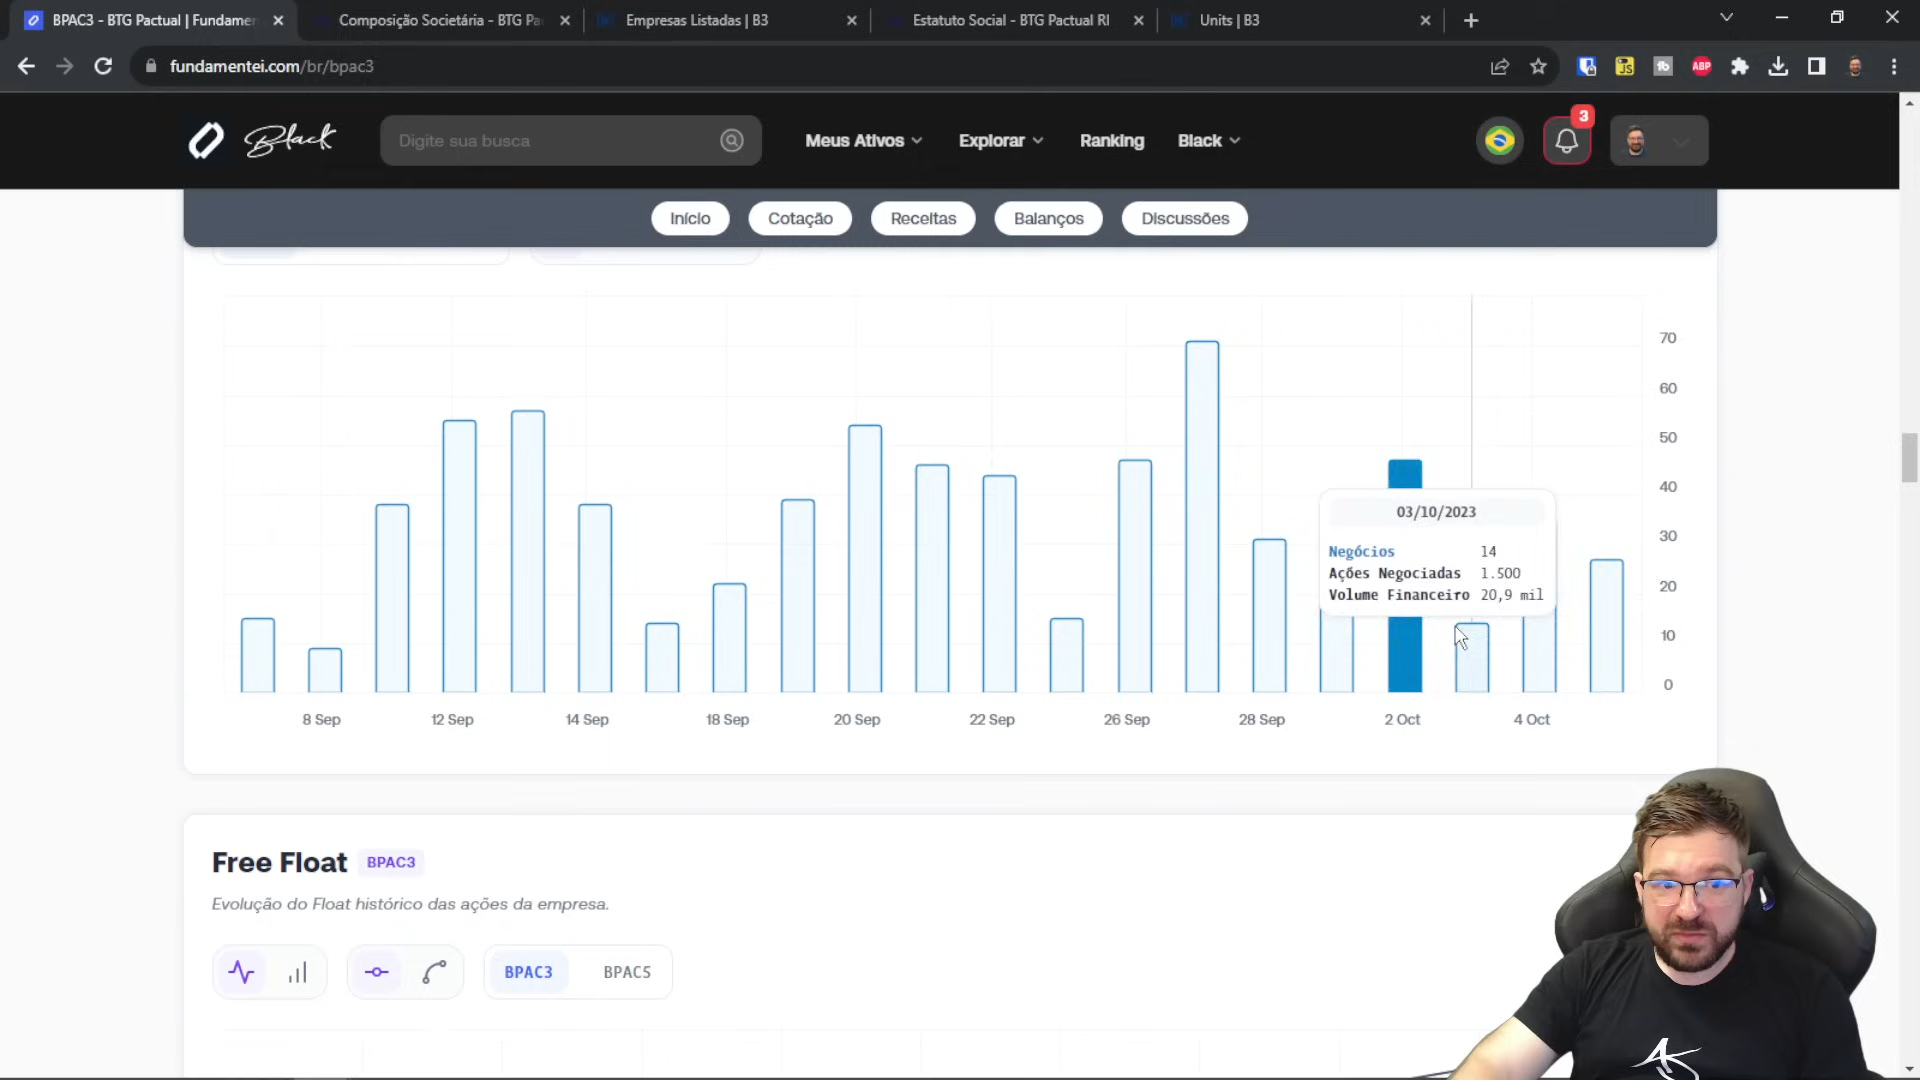 BPAC3 - BTG Pactual | Fundamen
Composição Societária - BTG Pa
Empresas Listadas | B3
Estatuto Social - BTG Pactual RI
Units | B3
fundamentei.com/br/bpac3
Black
Digite sua busca
Meus Ativos
Explorar
Ranking
Black
3
Início
Cotação
Receitas
Balanços
Discussões
70
60
50
40
30
20
10
0
03/10/2023
Negócios 14
Ações Negociadas 1.500
Volume Financeiro 20,9 mil
8 Sep
12 Sep
14 Sep
18 Sep
20 Sep
22 Sep
26 Sep
28 Sep
2 Oct
4 Oct
Free Float BPAC3
Evolução do Float histórico das ações da empresa.
BPAC3
BPAC5
JS
ABP